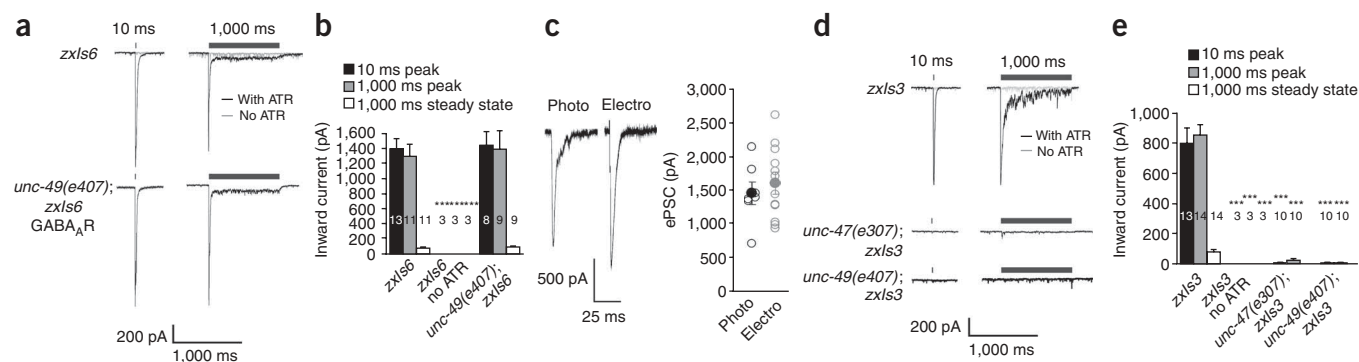 a
10 ms 1,000 ms
zxIs6
With ATR
No ATR
unc-49(e407);
zxIs6
GABAAR
200 pA
1,000 ms
b
10 ms peak
1,000 ms peak
1,000 ms steady state
Inward current (pA)
1,600
1,400
1,200
1,000
800
600
400
200
0
*** *** ***
13 11 11 3 3 3 8 9 9
zxIs6
zxIs6
no ATR
unc-49(e407);
zxIs6
c
Photo Electro
500 pA
25 ms
ePSC (pA)
3,000
2,500
2,000
1,500
1,000
500
0
Photo
Electro
d
10 ms 1,000 ms
zxIs3
With ATR
No ATR
unc-47(e307);
zxIs3
unc-49(e407);
zxIs3
200 pA
1,000 ms
e
10 ms peak
1,000 ms peak
1,000 ms steady state
Inward current (pA)
1,000
800
600
400
200
0
*** *** *** *** *** *** ***
13 14 14 3 3 3 10 10 10 10
zxIs3
zxIs3
no ATR
unc-47(e307);
zxIs3
unc-49(e407);
zxIs3